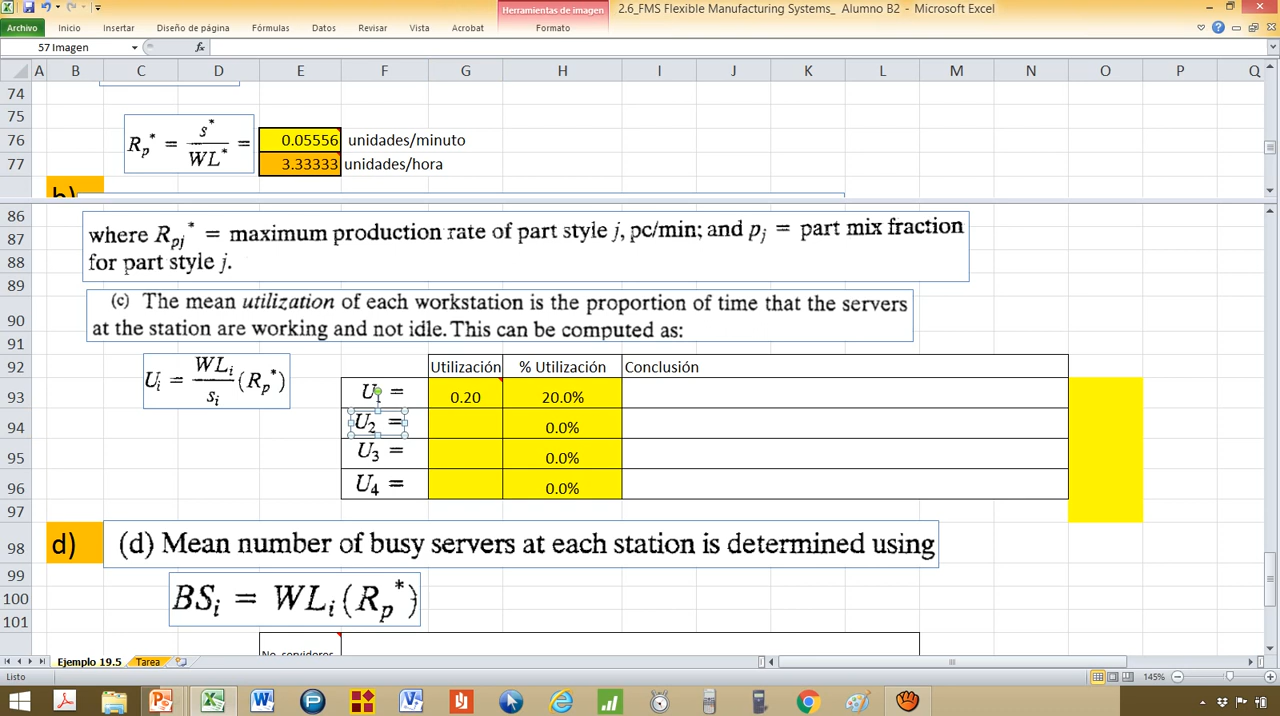 Herramientas de imagen
2.6_FMS Flexible Manufacturing Systems_ Alumno B2 - Microsoft Excel
Archivo Inicio Insertar Diseño de página Fórmulas Datos Revisar Vista Acrobat Formato
57 Imagen fx
A B C D E F G H I J K L M N O P Q
74
75
76 Rp* = s*/WL* = 0.05556 unidades/minuto
77 3.33333 unidades/hora
b)
86
87 where Rpj* = maximum production rate of part style j, pc/min; and pj = part mix fraction
88 for part style j.
89
90 (c) The mean utilization of each workstation is the proportion of time that the servers
at the station are working and not idle. This can be computed as:
91
92 Utilización % Utilización Conclusión
Ui = WLi/si (Rp*)
93 U = 0.20 20.0%
94 U2 = 0.0%
95 U3 = 0.0%
96 U4 = 0.0%
97
98 d) (d) Mean number of busy servers at each station is determined using
99
100 BSi = WLi(Rp*)
101
No. servidores
Ejemplo 19.5 Tarea
Listo 145%